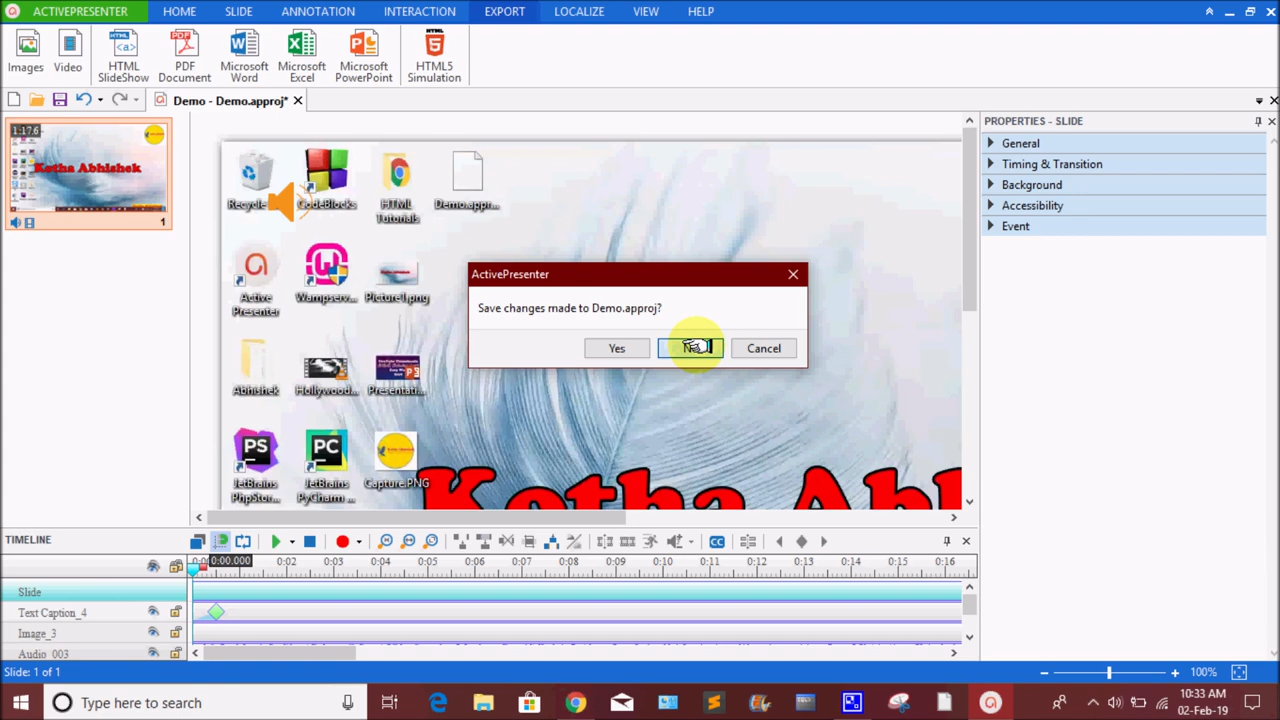 ACTIVEPRESENTER HOME SLIDE ANNOTATION INTERACTION EXPORT LOCALIZE VIEW HELP
Images
Video
HTML
SlideShow
PDF
Document
Microsoft
Word
Microsoft
Excel
Microsoft
PowerPoint
HTML5
Simulation
Demo - Demo.approj*
1:17.6
Kotha Abhishek
1
Recycle
CodeBlocks
HTML
Tutorials
Demo.appr...
Active
Presenter
Wampserv...
Picture1.png
Abhishek
Hollywood...
Presentati...
JetBrains
PhpStor...
JetBrains
PyCharm ...
Capture.PNG
Kotha Abh
ActivePresenter
Save changes made to Demo.approj?
Yes
Cancel
PROPERTIES - SLIDE
General
Timing & Transition
Background
Accessibility
Event
TIMELINE
CC
0:00.000 0:02 0:03 0:04 0:05 0:06 0:07 0:08 0:09 0:10 0:11 0:12 0:13 0:14 0:15 0:16
Slide
Text Caption_4
Image_3
Audio_003
Slide: 1 of 1
100%
Type here to search
10:33 AM
02-Feb-19